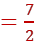 = 7/2